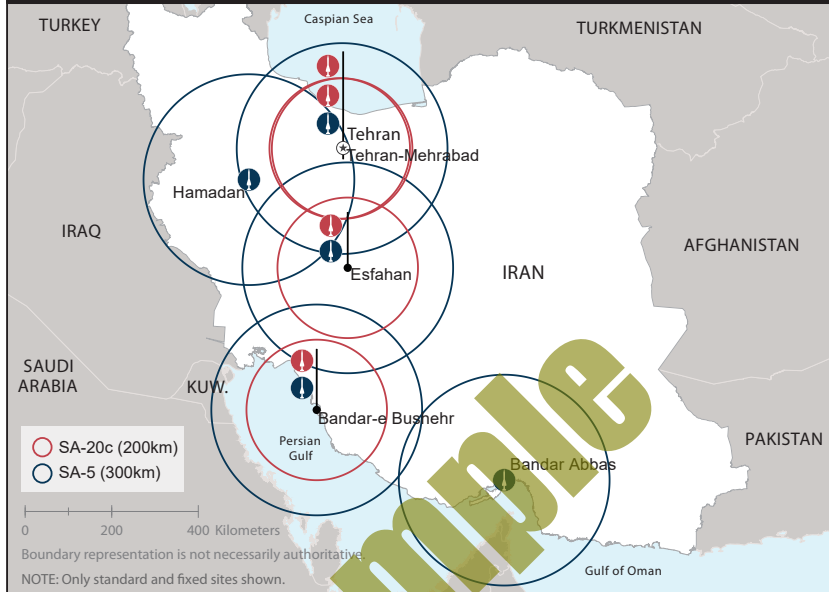 TURKEY
Caspian Sea
TURKMENISTAN
Tehran
Tehran-Mehrabad
Hamadan
IRAQ
AFGHANISTAN
Esfahan
IRAN
SAUDI
ARABIA
KUW.
Bandar-e Busnehr
PAKISTAN
SA-20c (200km)
SA-5 (300km)
Persian
Gulf
Bandar Abbas
0 200 400 Kilometers
Boundary representation is not necessarily authoritative.
NOTE: Only standard and fixed sites shown.
Gulf of Oman
mple